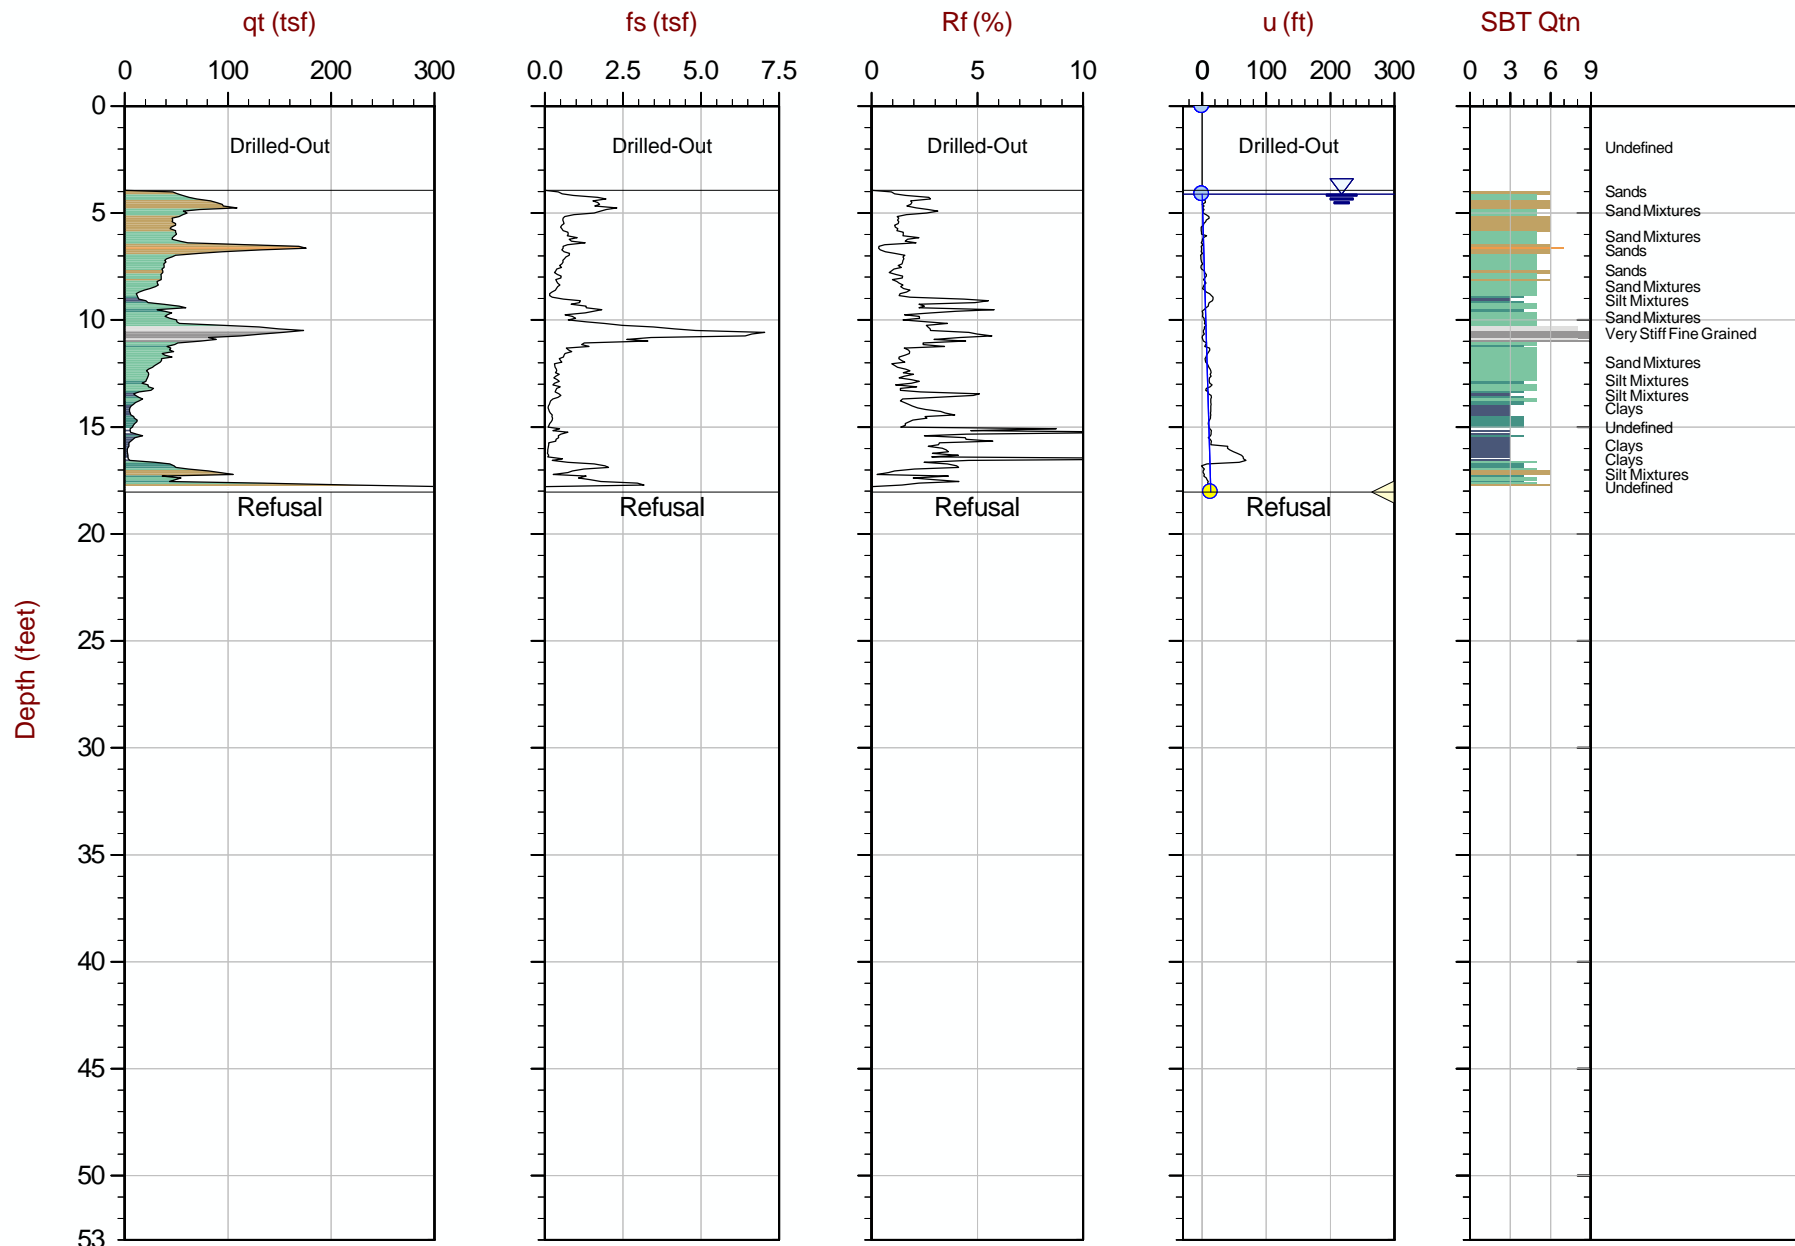 qt (tsf) fs (tsf) Rf (%) u (ft) SBT Qtn
0 100 200 300 0.0 2.5 5.0 7.5 0 5 10 0 100 200 300 0 3 6 9
0
Drilled-Out Drilled-Out Drilled-Out Drilled-Out Undefined
Sands
5 Sand Mixtures
Sand Mixtures
Sands
Sands
Sand Mixtures
Silt Mixtures
10 Sand Mixtures
Very Stiff Fine Grained
Sand Mixtures
Silt Mixtures
Silt Mixtures
Clays
15 Undefined
Clays
Clays
Silt Mixtures
Undefined
Refusal Refusal Refusal Refusal
20
25
Depth (feet)
30
35
40
45
50
53